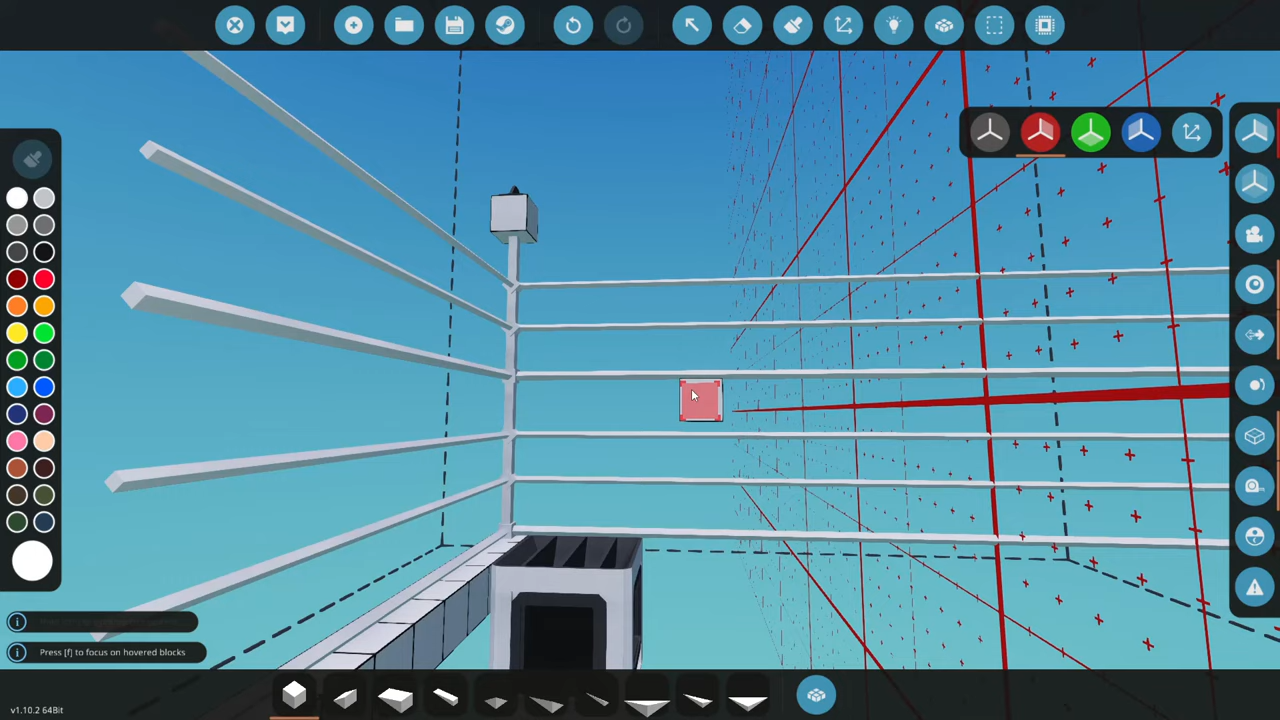 Press [f] to focus on hovered blocks
v1.10.2 64Bit